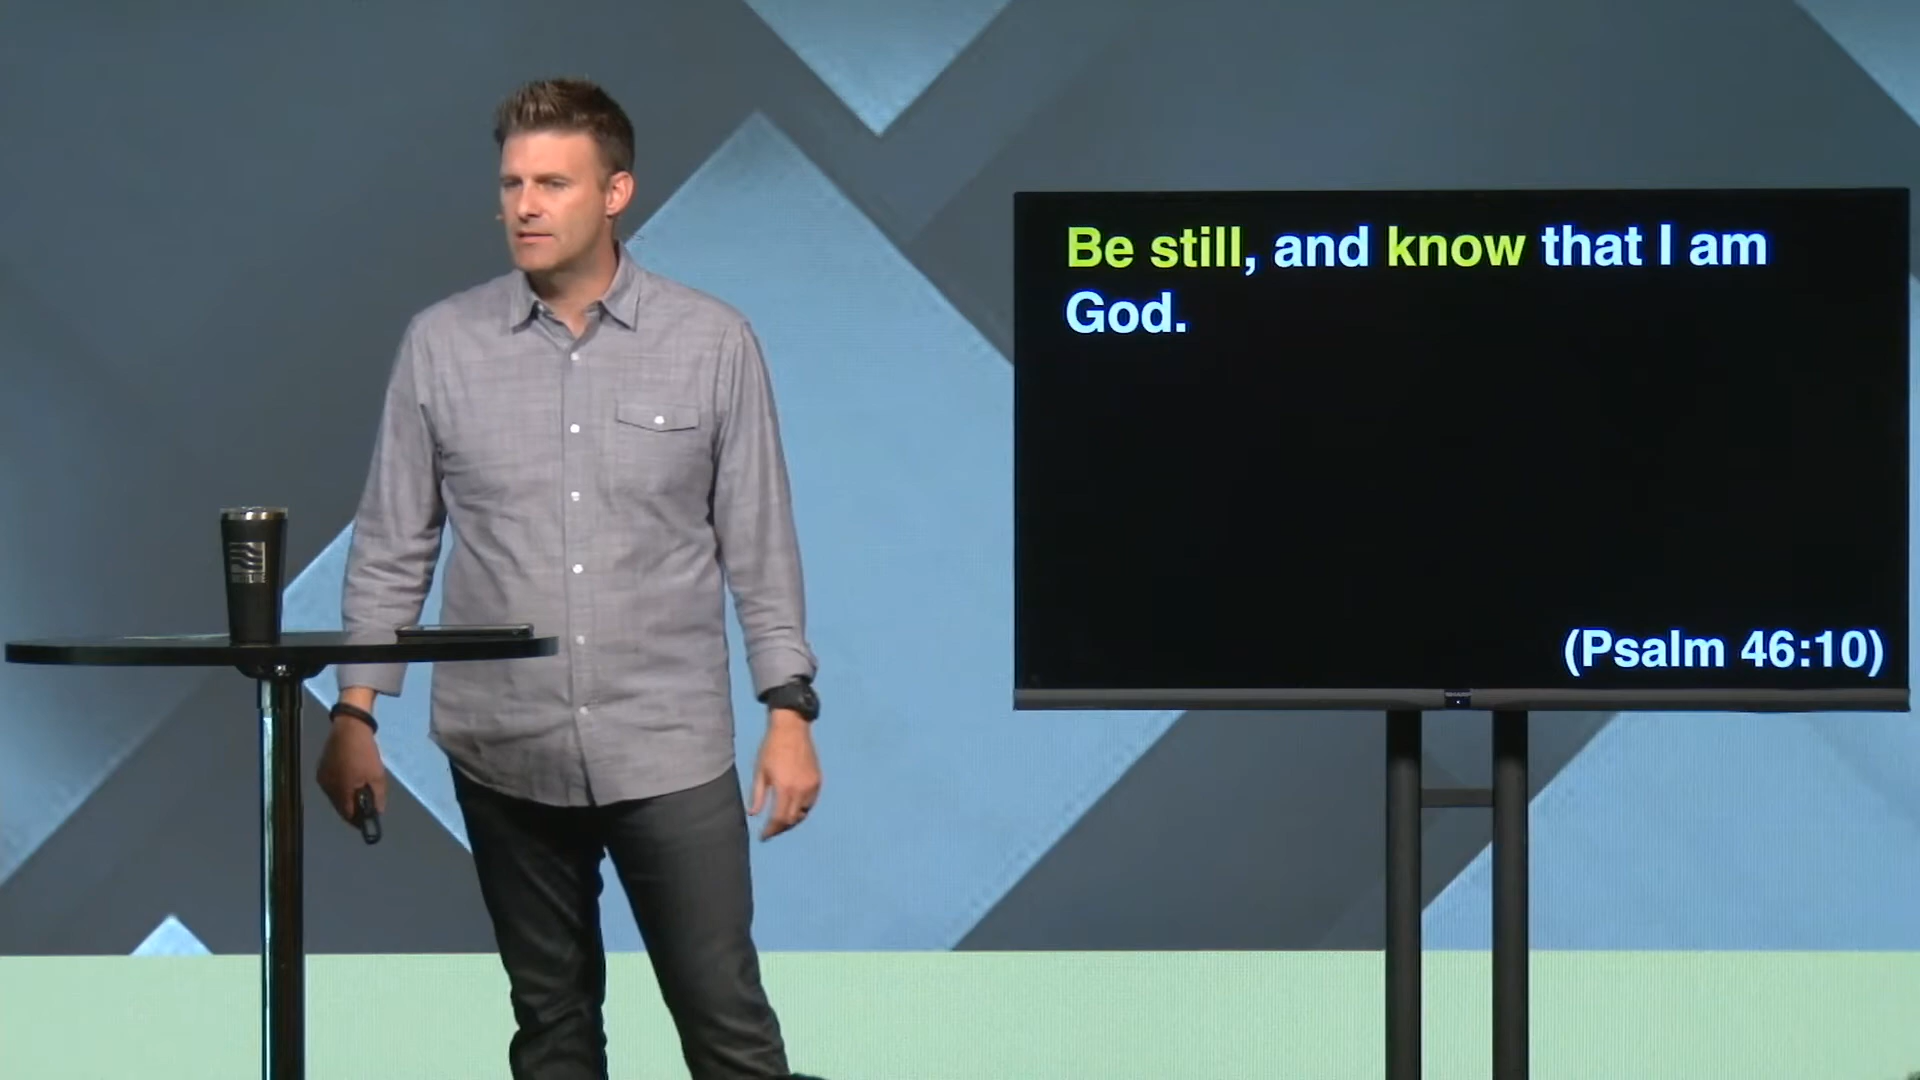 Be still, and know that I am
God.
(Psalm 46:10)